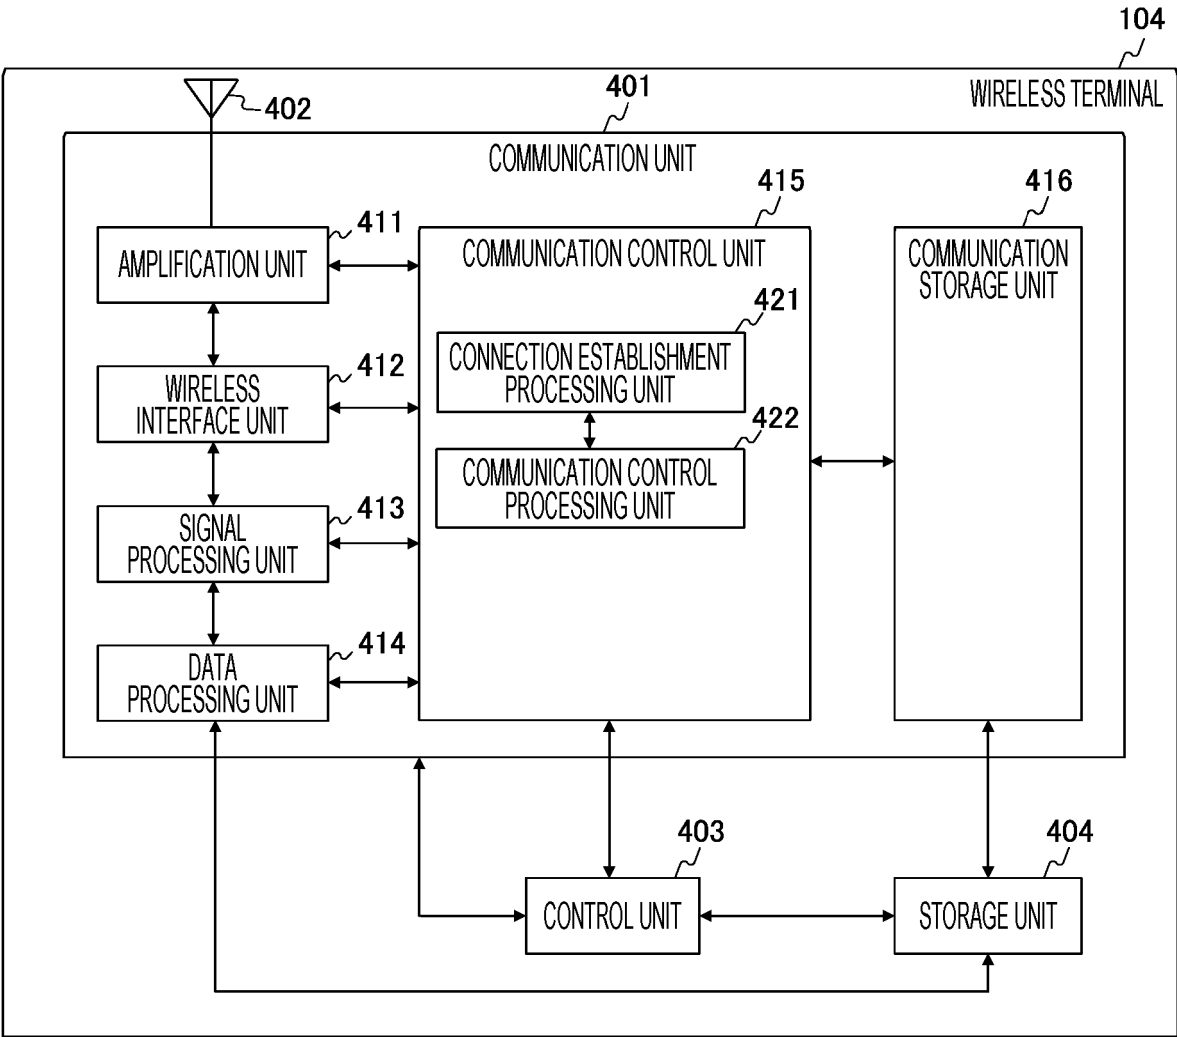 104
WIRELESS TERMINAL
402
401
COMMUNICATION UNIT
411
AMPLIFICATION UNIT
415
COMMUNICATION CONTROL UNIT
416
COMMUNICATION
STORAGE UNIT
421
CONNECTION ESTABLISHMENT
PROCESSING UNIT
412
WIRELESS
INTERFACE UNIT
422
COMMUNICATION CONTROL
PROCESSING UNIT
413
SIGNAL
PROCESSING UNIT
414
DATA
PROCESSING UNIT
403
CONTROL UNIT
404
STORAGE UNIT